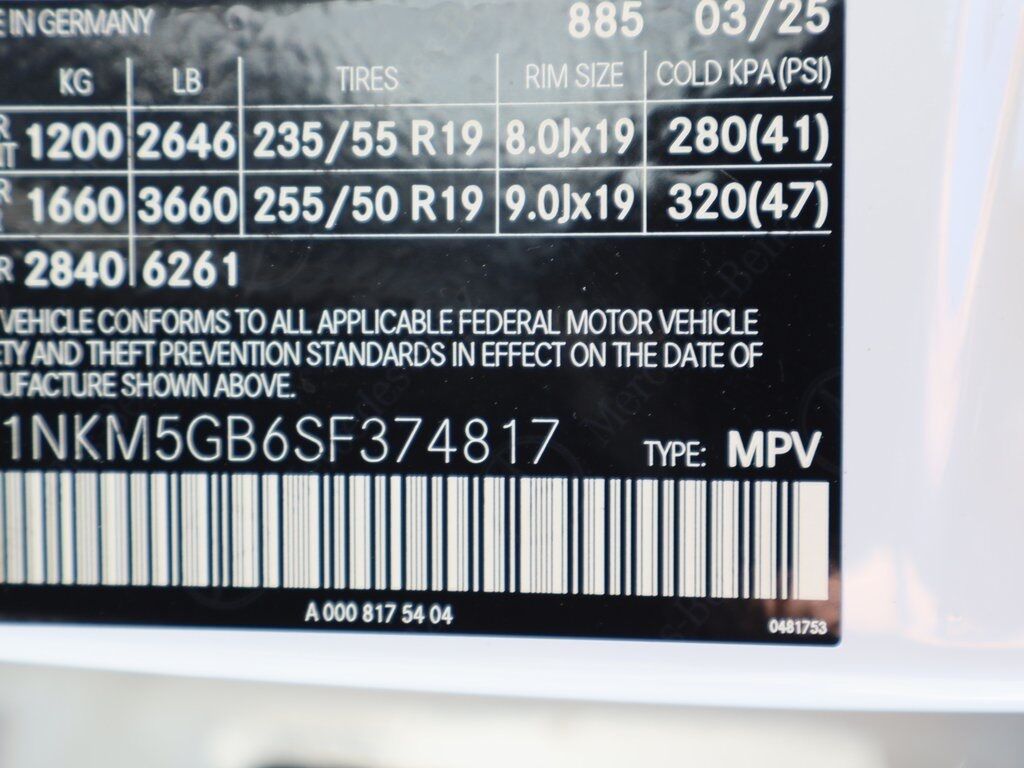 E IN GERMANY 885 03/25
KG LB TIRES RIM SIZE COLD KPA (PSI)
R
NT 1200 2646 235/55 R19 8.0Jx19 280(41)
R
R 1660 3660 255/50 R19 9.0Jx19 320(47)
R 2840 6261
VEHICLE CONFORMS TO ALL APPLICABLE FEDERAL MOTOR VEHICLE
ETY AND THEFT PREVENTION STANDARDS IN EFFECT ON THE DATE OF
UFACTURE SHOWN ABOVE.
1NKM5GB6SF374817 TYPE: MPV
A 000 817 54 04
0481753